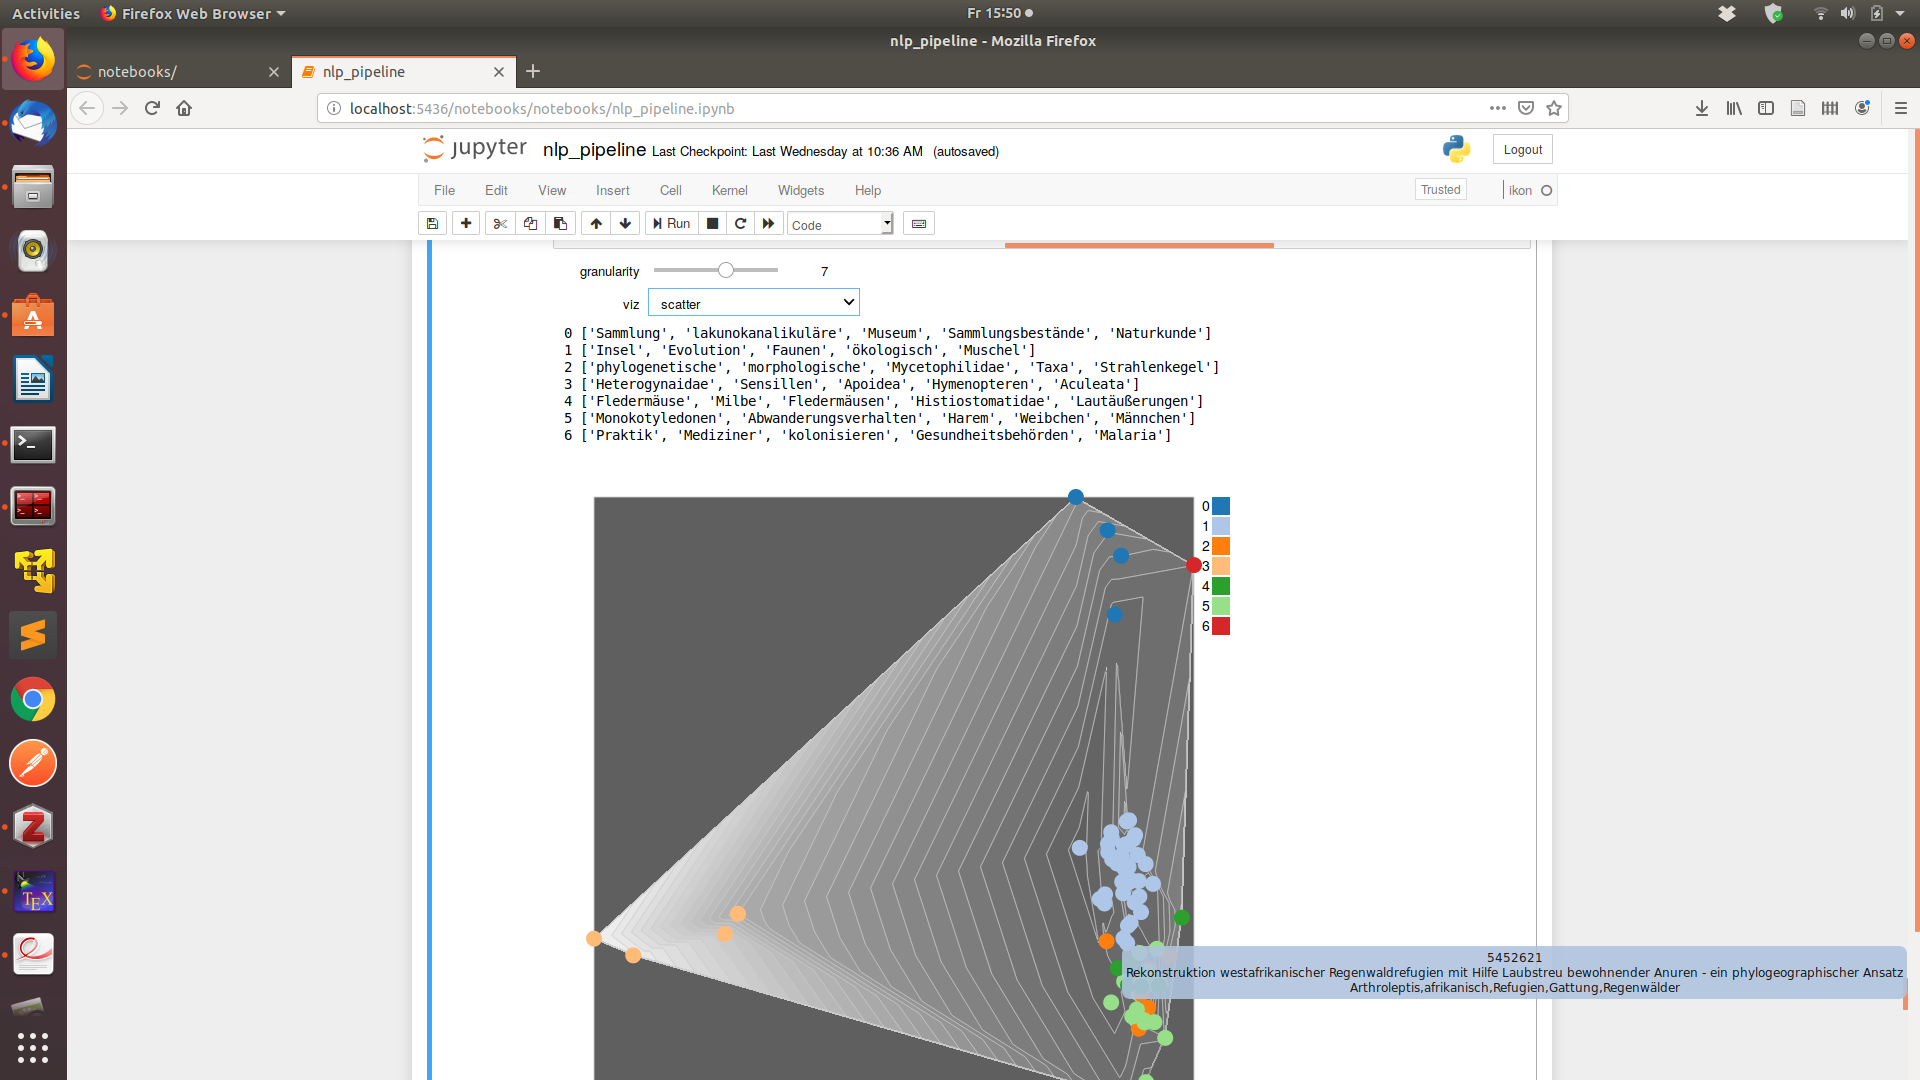 Activities Firefox Web Browser Fr 15:50
nlp_pipeline - Mozilla Firefox
notebooks/ nlp_pipeline
localhost:5436/notebooks/notebooks/nlp_pipeline.ipynb
jupyter nlp_pipeline Last Checkpoint: Last Wednesday at 10:36 AM (autosaved) Logout
File Edit View Insert Cell Kernel Widgets Help Trusted ikon
Run Code
granularity 7
viz scatter
0 ['Sammlung', 'lakunokanalikuläre', 'Museum', 'Sammlungsbestände', 'Naturkunde']
1 ['Insel', 'Evolution', 'Faunen', 'ökologisch', 'Muschel']
2 ['phylogenetische', 'morphologische', 'Mycetophilidae', 'Taxa', 'Strahlenkegel']
3 ['Heterogynaidae', 'Sensillen', 'Apoidea', 'Hymenopteren', 'Aculeata']
4 ['Fledermäuse', 'Milbe', 'Fledermäusen', 'Histiostomatidae', 'Lautäußerungen']
5 ['Monokotyledonen', 'Abwanderungsverhalten', 'Harem', 'Weibchen', 'Männchen']
6 ['Praktik', 'Mediziner', 'kolonisieren', 'Gesundheitsbehörden', 'Malaria']
0
1
2
3
4
5
6
5452621
Rekonstruktion westafrikanischer Regenwaldrefugien mit Hilfe Laubstreu bewohnender Anuren - ein phylogeographischer Ansatz
Arthroleptis,afrikanisch,Refugien,Gattung,Regenwälder